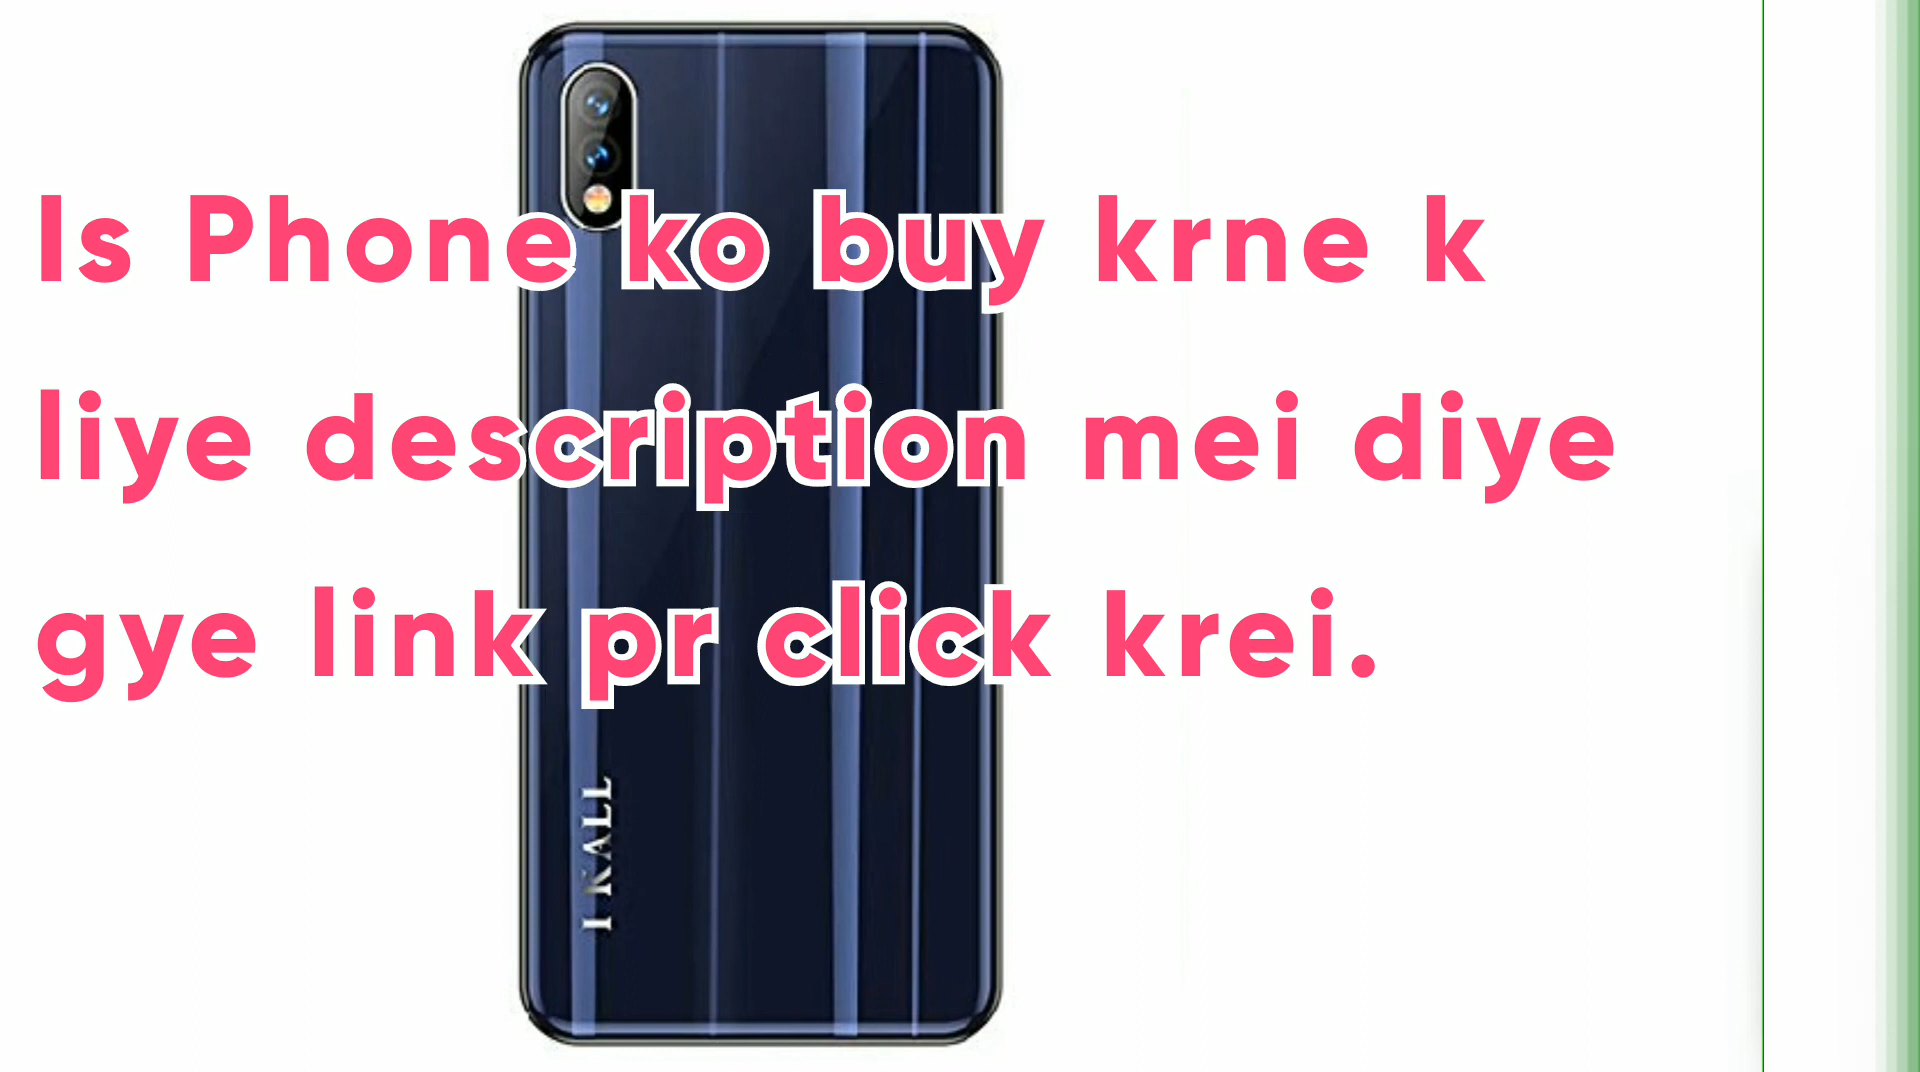 Is Phone ko buy krne k
liye description mei diye
gye link pr click krei.
I KALL